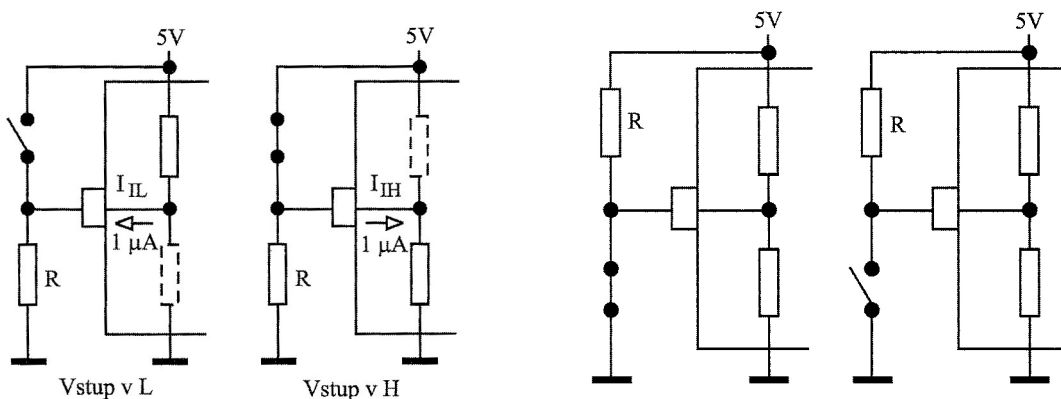 5V
5V
5V
5V
R
R
I_IL
I_IH
1 µA
1 µA
R
R
Vstup v L
Vstup v H